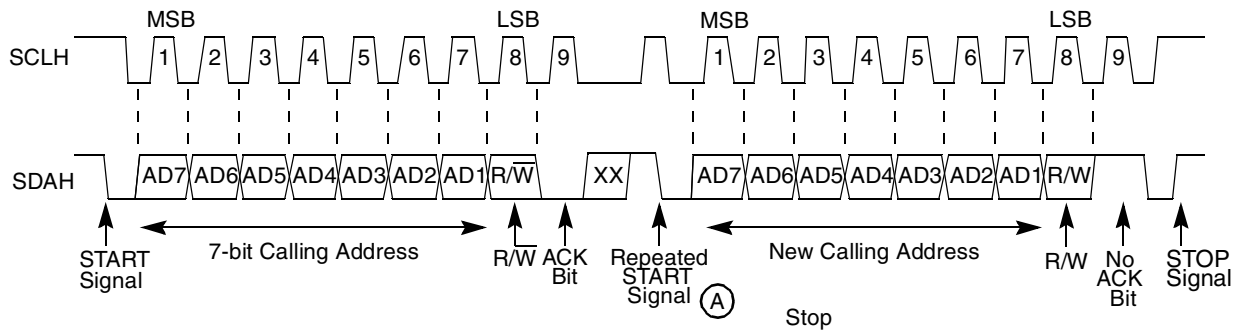 MSB LSB MSB LSB
SCLH 1 2 3 4 5 6 7 8 9 1 2 3 4 5 6 7 8 9
SDAH AD7 AD6 AD5 AD4 AD3 AD2 AD1 R/W̅ XX AD7 AD6 AD5 AD4 AD3 AD2 AD1 R/W
START
Signal
7-bit Calling Address
R/W
ACK
Bit
Repeated
START
Signal
A
New Calling Address
Stop
R/W
No
ACK
Bit
STOP
Signal